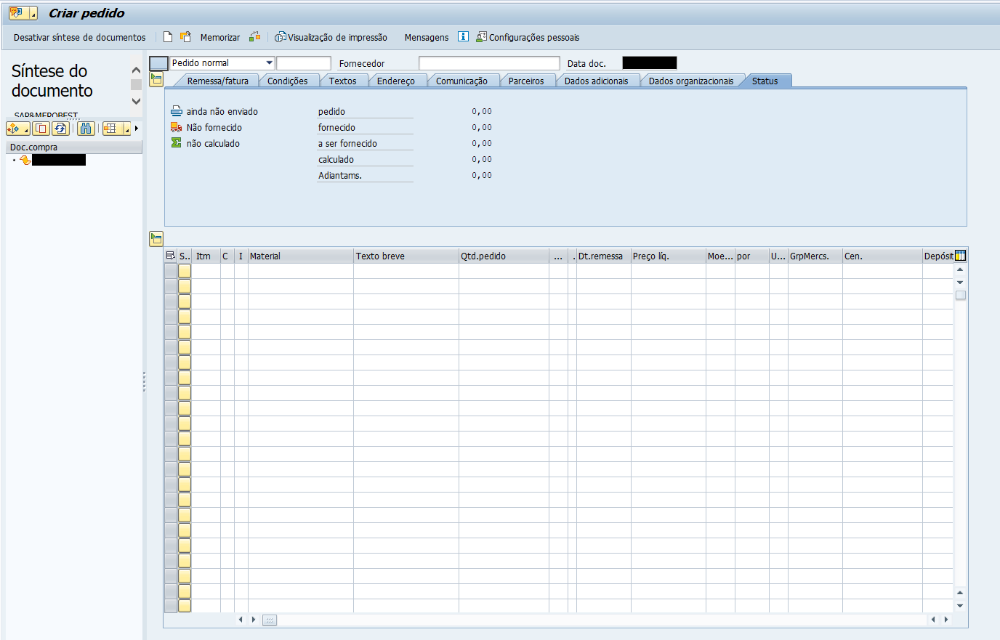 Criar pedido
Desativar síntese de documentos Memorizar Visualização de impressão Mensagens Configurações pessoais
Síntese do
documento
Doc.compra
Pedido normal Fornecedor Data doc.
Remessa/fatura Condições Textos Endereço Comunicação Parceiros Dados adicionais Dados organizacionais Status
ainda não enviado pedido 0,00
Não fornecido fornecido 0,00
não calculado a ser fornecido 0,00
calculado 0,00
Adiantams. 0,00
S.. Itm C I Material Texto breve Qtd.pedido ... . Dt.remessa Preço líq. Moe... por U... GrpMercs. Cen. Depósit